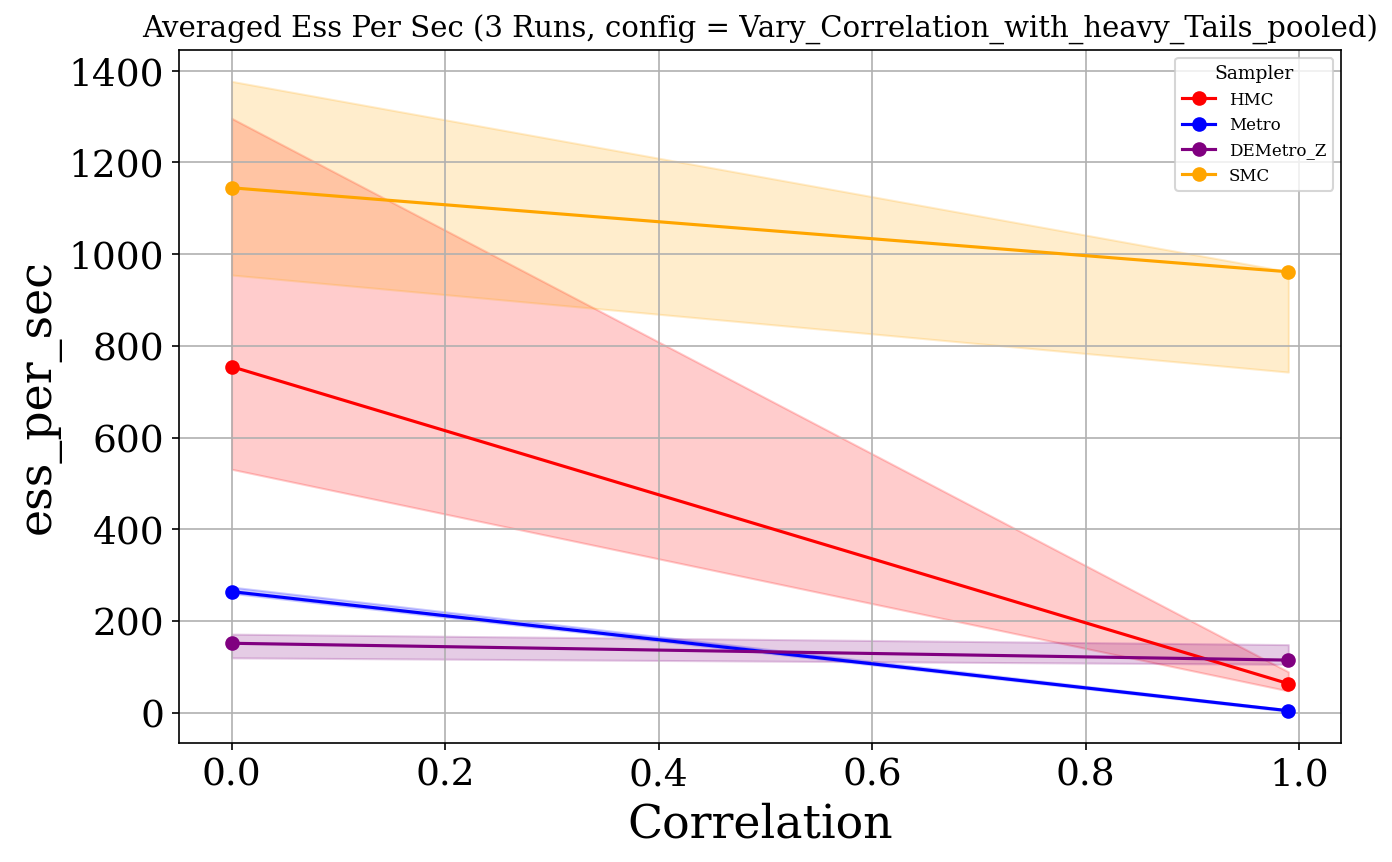 Averaged Ess Per Sec (3 Runs, config = Vary_Correlation_with_heavy_Tails_pooled)
Sampler
HMC
Metro
DEMetro_Z
SMC
ess_per_sec
1400
1200
1000
800
600
400
200
0
0.0 0.2 0.4 0.6 0.8 1.0
Correlation